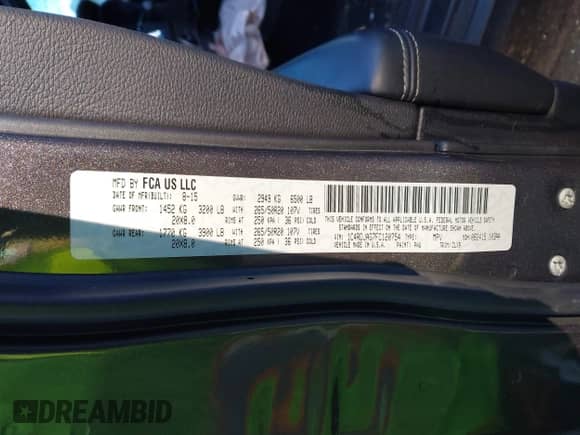 MFD BY FCA US LLC
DATE OF MFR(BUILT): 8-15 GVWR: 2949 KG 6500 LB
GAWR FRONT: 1452 KG 3200 LB WITH 265/50R20 107V TIRES
20X8.0 RIMS AT 250 KPA ( 36 PSI ) COLD
GAWR REAR: 1770 KG 3900 LB WITH 265/50R20 107V TIRES
20X8.0 RIMS AT 250 KPA ( 36 PSI ) COLD
THIS VEHICLE CONFORMS TO ALL APPLICABLE U.S.A. FEDERAL MOTOR VEHICLE SAFETY
STANDARDS IN EFFECT ON THE DATE OF MANUFACTURE SHOWN ABOVE.
VIN: TYPE: MPV
VEHICLE MADE IN U.S.A. PAINT: TRIM:
DREAMBID